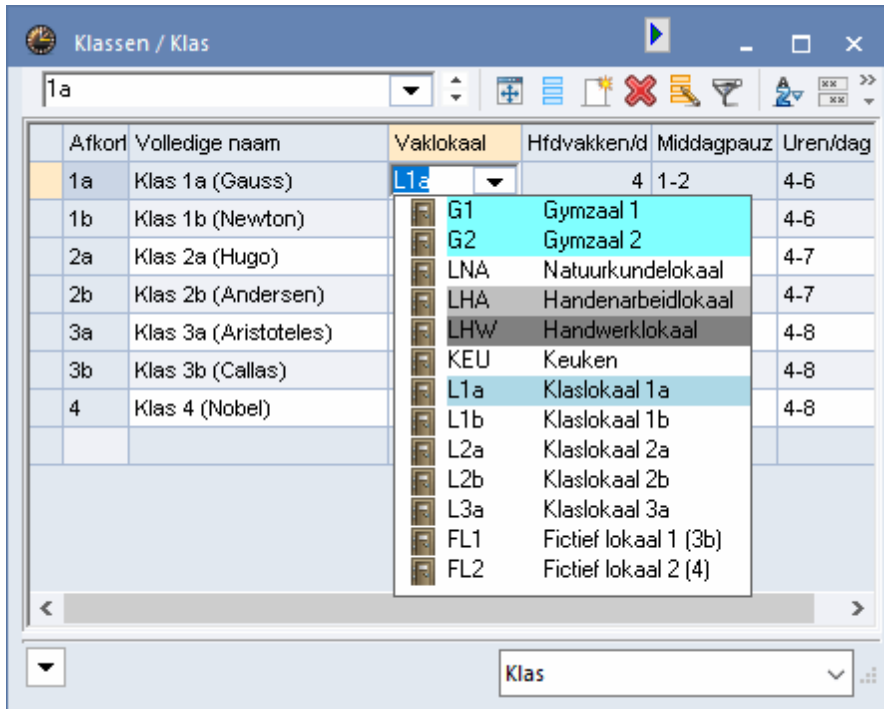 Klassen / Klas
1a
Afkort Volledige naam Vaklokaal Hfdvakken/d Middagpauz Uren/dag
1a Klas 1a (Gauss) L1a 4 1-2 4-6
1b Klas 1b (Newton) 4-6
2a Klas 2a (Hugo) 4-7
2b Klas 2b (Andersen) 4-7
3a Klas 3a (Aristoteles) 4-8
3b Klas 3b (Callas) 4-8
4 Klas 4 (Nobel) 4-8
G1 Gymzaal 1
G2 Gymzaal 2
LNA Natuurkundelokaal
LHA Handenarbeidlokaal
LHW Handwerklokaal
KEU Keuken
L1a Klaslokaal 1a
L1b Klaslokaal 1b
L2a Klaslokaal 2a
L2b Klaslokaal 2b
L3a Klaslokaal 3a
FL1 Fictief lokaal 1 (3b)
FL2 Fictief lokaal 2 (4)
Klas